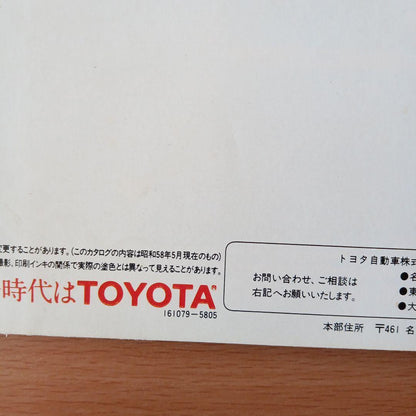 変更することがあります。(このカタログの内容は昭和58年5月現在のもの)
撮影、印刷インキの関係で実際の塗色とは異なって見えることがあります。
時代はTOYOTA®
161079-5805
トヨタ自動車株式
お問い合わせ、ご相談は
右記へお願いいたします。
●名
●東
●大
本部住所 〒461 名